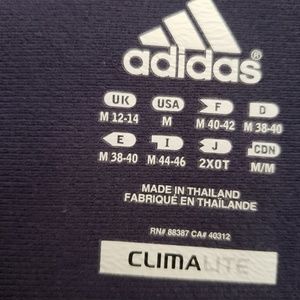 adidas®
UK USA F D
M 12-14 M M 40-42 M 38-40
E I J CDN
M 38-40 M 44-46 2XOT M/M
MADE IN THAILAND
FABRIQUÉ EN THAÏLANDE
RN# 88387 CA# 40312
CLIMALITE